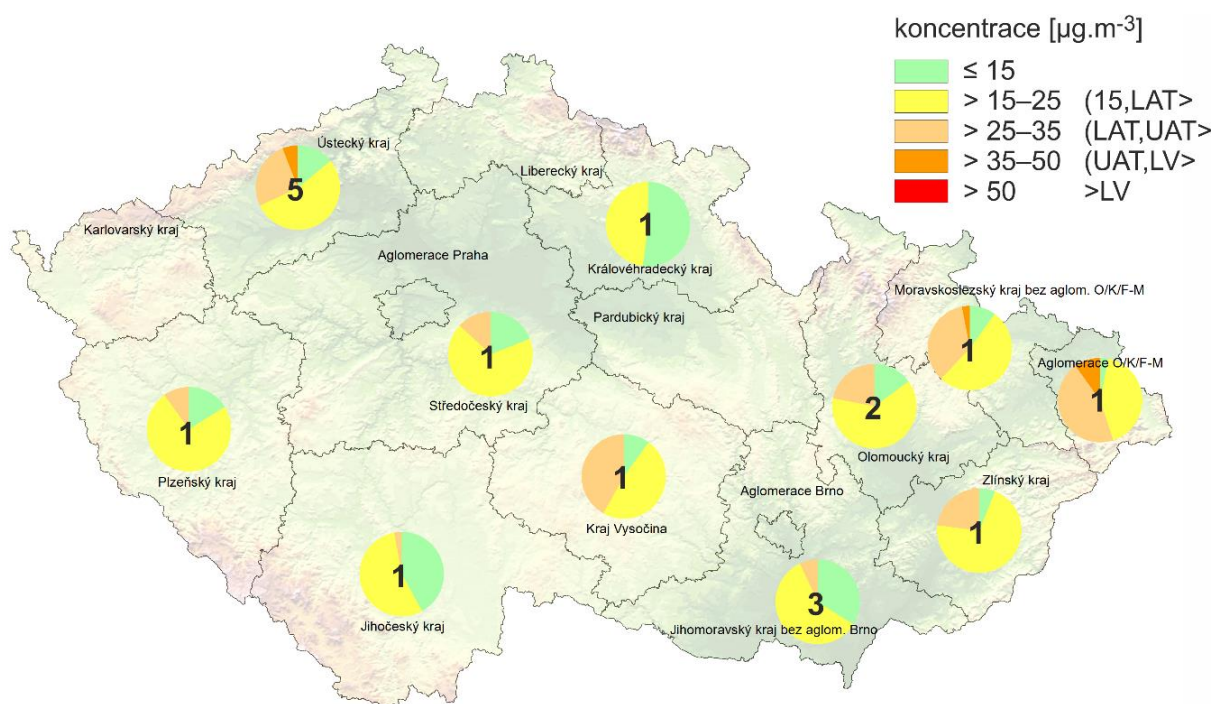 koncentrace [µg.m-3]
≤ 15
> 15–25 (15,LAT>
> 25–35 (LAT,UAT>
> 35–50 (UAT,LV>
> 50 >LV
Ústecký kraj
5
Liberecký kraj
Karlovarský kraj
1
Aglomerace Praha
Královéhradecký kraj
Moravskoslezský kraj bez aglom. O/K/F-M
Pardubický kraj
1
1
Aglomerace O/K/F-M
1
Středočeský kraj
2
1
Plzeňský kraj
Olomoucký kraj
1
Zlínský kraj
Aglomerace Brno
Kraj Vysočina
1
1
3
Jihočeský kraj
Jihomoravský kraj bez aglom. Brno